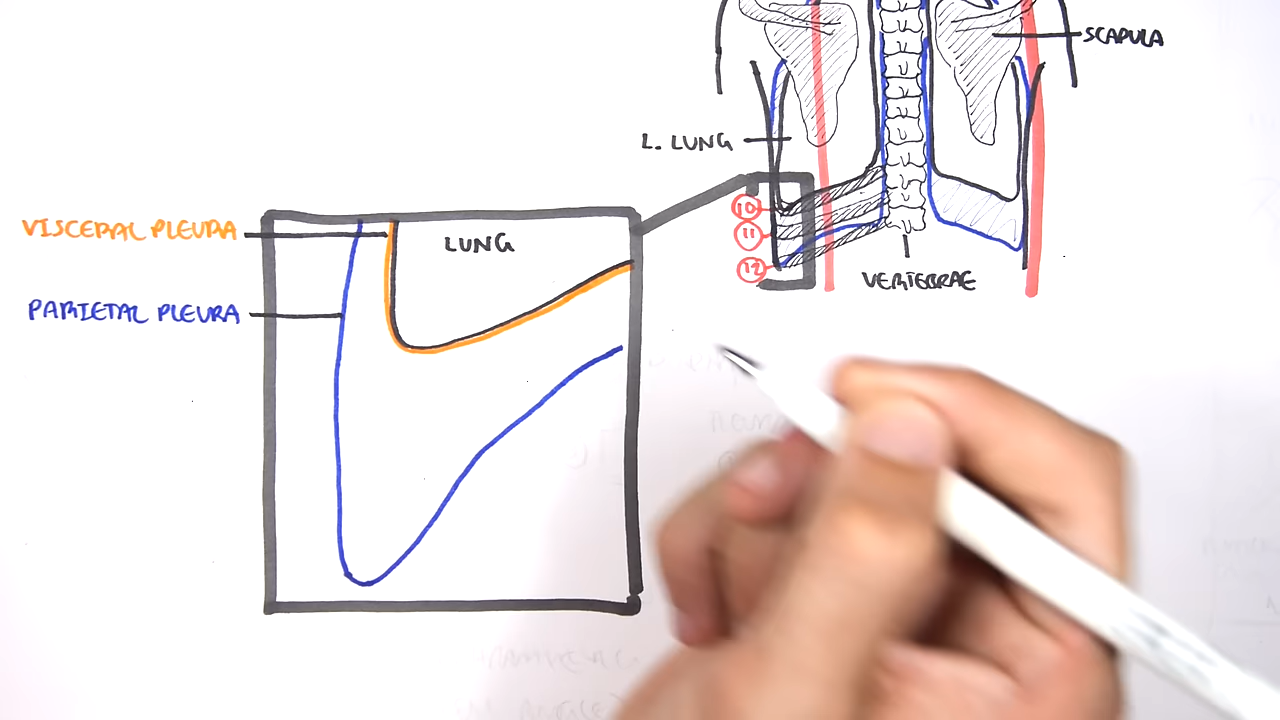 SCAPULA
L. LUNG
10
11
12
VERTEBRAE
VISCERAL PLEURA
LUNG
PARIETAL PLEURA